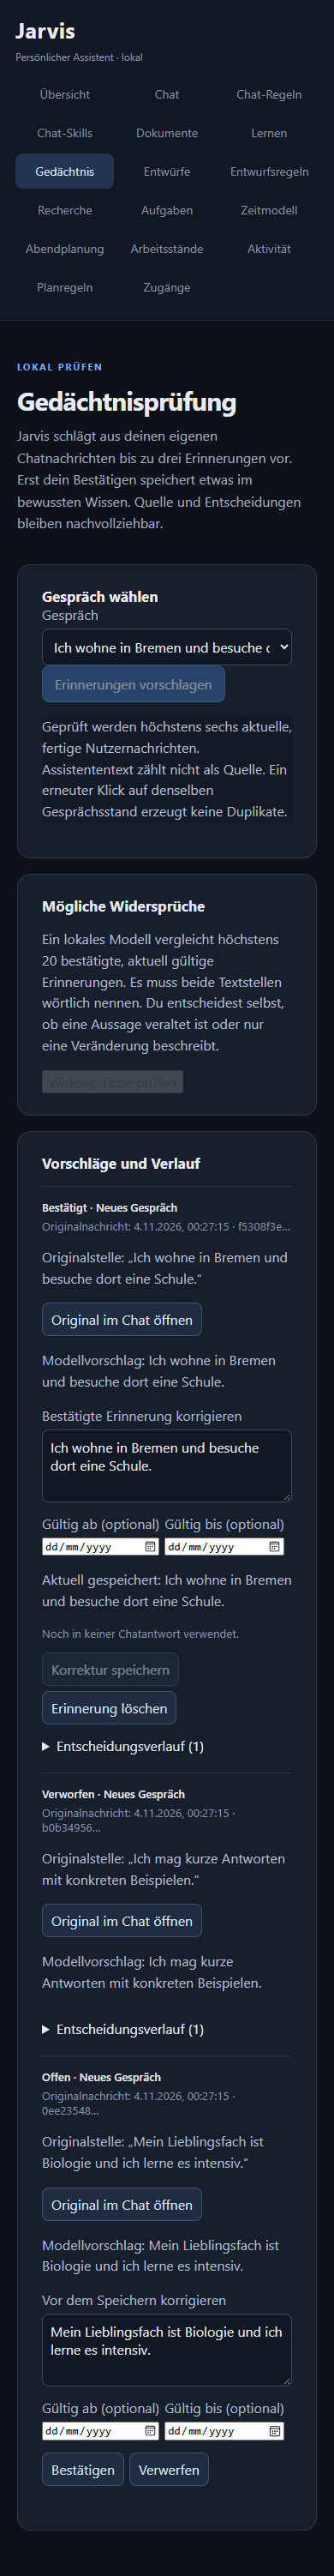 Jarvis
Persönlicher Assistent · lokal
Übersicht Chat Chat-Regeln
Chat-Skills Dokumente Lernen
Gedächtnis Entwürfe Entwurfsregeln
Recherche Aufgaben Zeitmodell
Abendplanung Arbeitsstände Aktivität
Planregeln Zugänge
LOKAL PRÜFEN
Gedächtnisprüfung
Jarvis schlägt aus deinen eigenen
Chatnachrichten bis zu drei Erinnerungen vor.
Erst dein Bestätigen speichert etwas im
bewussten Wissen. Quelle und Entscheidungen
bleiben nachvollziehbar.
Gespräch wählen
Gespräch
Ich wohne in Bremen und besuche d
Erinnerungen vorschlagen
Geprüft werden höchstens sechs aktuelle,
fertige Nutzernachrichten.
Assistententext zählt nicht als Quelle. Ein
erneuter Klick auf denselben
Gesprächsstand erzeugt keine Duplikate.
Mögliche Widersprüche
Ein lokales Modell vergleicht höchstens
20 bestätigte, aktuell gültige
Erinnerungen. Es muss beide Textstellen
wörtlich nennen. Du entscheidest selbst,
ob eine Aussage veraltet ist oder nur
eine Veränderung beschreibt.
Widersprüche prüfen
Vorschläge und Verlauf
Bestätigt · Neues Gespräch
Originalnachricht: 4.11.2026, 00:27:15 · f5308f3e...
Originalstelle: „Ich wohne in Bremen und
besuche dort eine Schule.“
Original im Chat öffnen
Modellvorschlag: Ich wohne in Bremen
und besuche dort eine Schule.
Bestätigte Erinnerung korrigieren
Ich wohne in Bremen und besuche
dort eine Schule.
Gültig ab (optional) Gültig bis (optional)
dd/mm/yyyy dd/mm/yyyy
Aktuell gespeichert: Ich wohne in Bremen
und besuche dort eine Schule.
Noch in keiner Chatantwort verwendet.
Korrektur speichern
Erinnerung löschen
Entscheidungsverlauf (1)
Verworfen · Neues Gespräch
Originalnachricht: 4.11.2026, 00:27:15 ·
b0b34956...
Originalstelle: „Ich mag kurze Antworten
mit konkreten Beispielen.“
Original im Chat öffnen
Modellvorschlag: Ich mag kurze
Antworten mit konkreten Beispielen.
Entscheidungsverlauf (1)
Offen · Neues Gespräch
Originalnachricht: 4.11.2026, 00:27:15 ·
0ee23548...
Originalstelle: „Mein Lieblingsfach ist
Biologie und ich lerne es intensiv.“
Original im Chat öffnen
Modellvorschlag: Mein Lieblingsfach ist
Biologie und ich lerne es intensiv.
Vor dem Speichern korrigieren
Mein Lieblingsfach ist Biologie und ich
lerne es intensiv.
Gültig ab (optional) Gültig bis (optional)
dd/mm/yyyy dd/mm/yyyy
Bestätigen Verwerfen